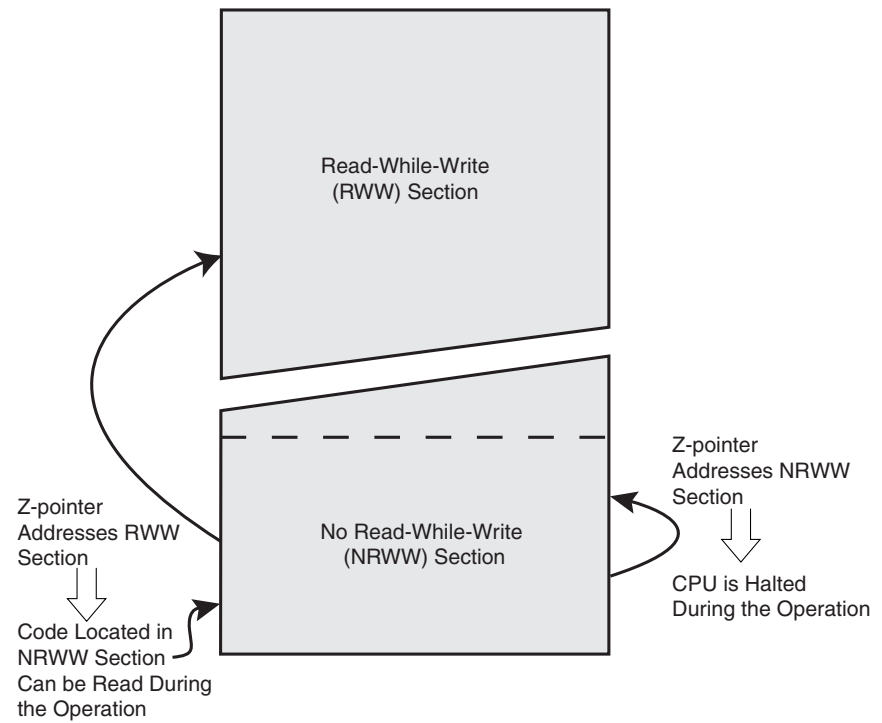 Read-While-Write
(RWW) Section
Z-pointer
Addresses NRWW
Section
Z-pointer
Addresses RWW
Section
No Read-While-Write
(NRWW) Section
CPU is Halted
During the Operation
Code Located in
NRWW Section
Can be Read During
the Operation